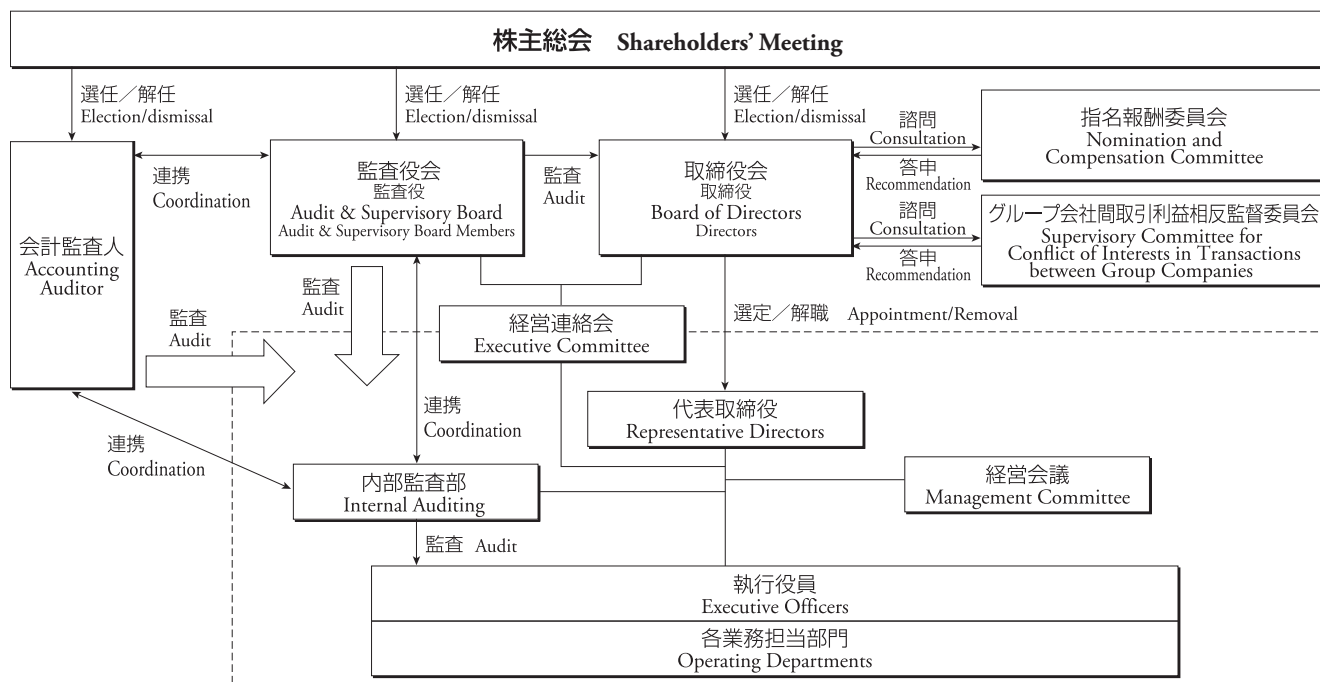 株主総会 Shareholders’ Meeting
選任／解任
Election/dismissal
選任／解任
Election/dismissal
選任／解任
Election/dismissal
諮問
Consultation
答申
Recommendation
指名報酬委員会
Nomination and
Compensation Committee
連携
Coordination
監査役会
監査役
Audit & Supervisory Board
Audit & Supervisory Board Members
監査
Audit
取締役会
取締役
Board of Directors
Directors
諮問
Consultation
答申
Recommendation
グループ会社間取引利益相反監督委員会
Supervisory Committee for
Conflict of Interests in Transactions
between Group Companies
会計監査人
Accounting
Auditor
監査
Audit
監査
Audit
経営連絡会
Executive Committee
選定／解職 Appointment/Removal
連携
Coordination
代表取締役
Representative Directors
連携
Coordination
内部監査部
Internal Auditing
経営会議
Management Committee
監査 Audit
執行役員
Executive Officers
各業務担当部門
Operating Departments